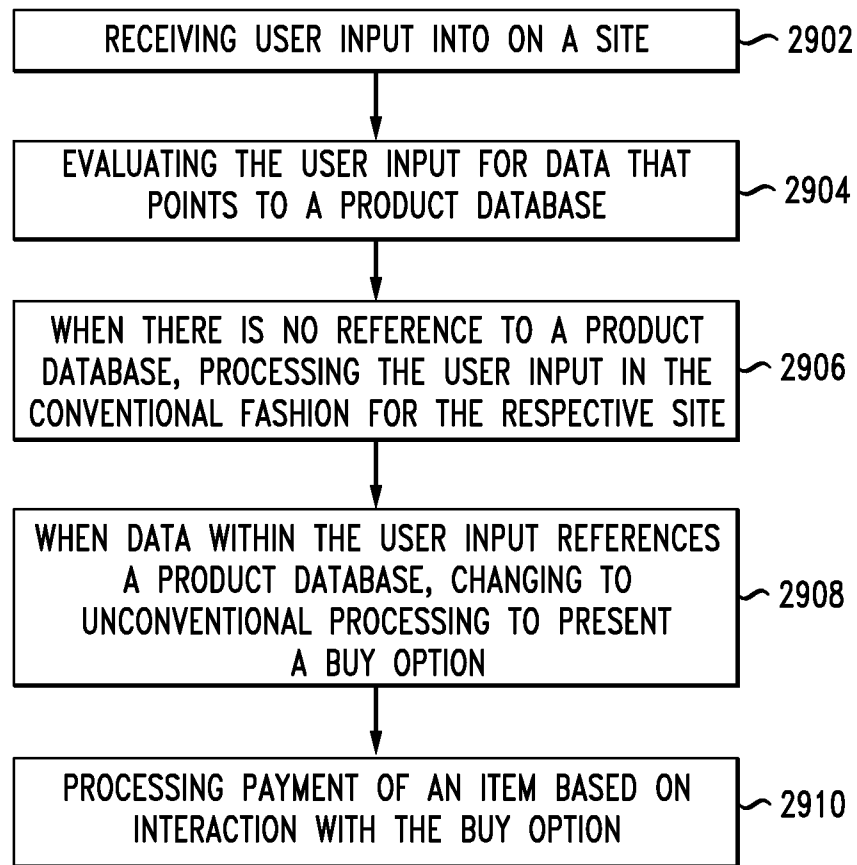 RECEIVING USER INPUT INTO ON A SITE
2902
EVALUATING THE USER INPUT FOR DATA THAT
POINTS TO A PRODUCT DATABASE
2904
WHEN THERE IS NO REFERENCE TO A PRODUCT
DATABASE, PROCESSING THE USER INPUT IN THE
CONVENTIONAL FASHION FOR THE RESPECTIVE SITE
2906
WHEN DATA WITHIN THE USER INPUT REFERENCES
A PRODUCT DATABASE, CHANGING TO
UNCONVENTIONAL PROCESSING TO PRESENT
A BUY OPTION
2908
PROCESSING PAYMENT OF AN ITEM BASED ON
INTERACTION WITH THE BUY OPTION
2910